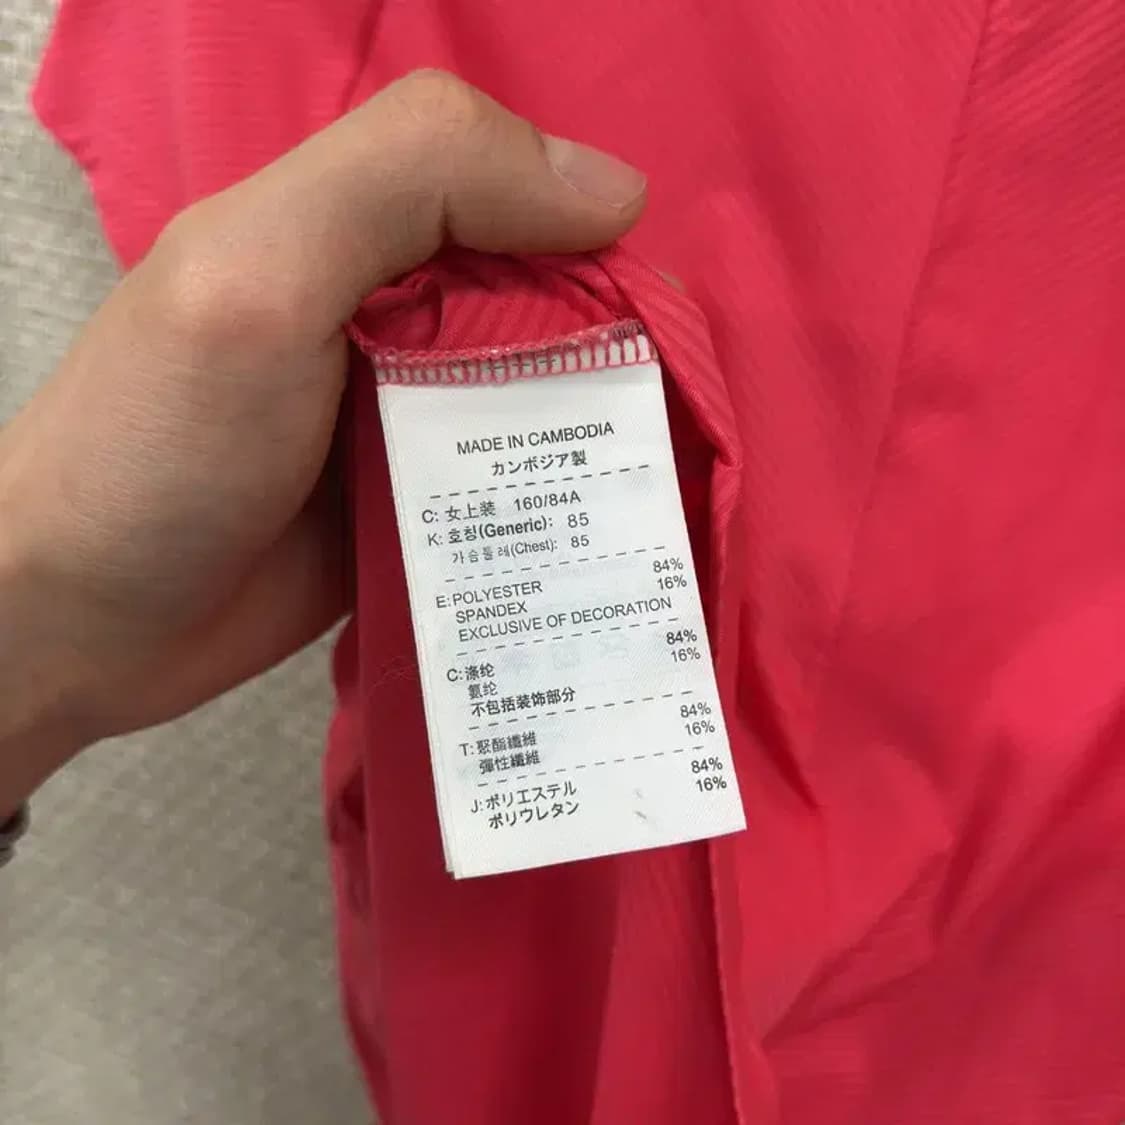 MADE IN CAMBODIA
カンボジア製
C: 女上装 160/84A
K: 호칭(Generic): 85
가슴둘레(Chest): 85
E: POLYESTER 84%
SPANDEX 16%
EXCLUSIVE OF DECORATION
C: 涤纶 84%
氨纶 16%
不包括装饰部分
T: 聚酯纖維 84%
彈性纖維 16%
J: ポリエステル 84%
ポリウレタン 16%